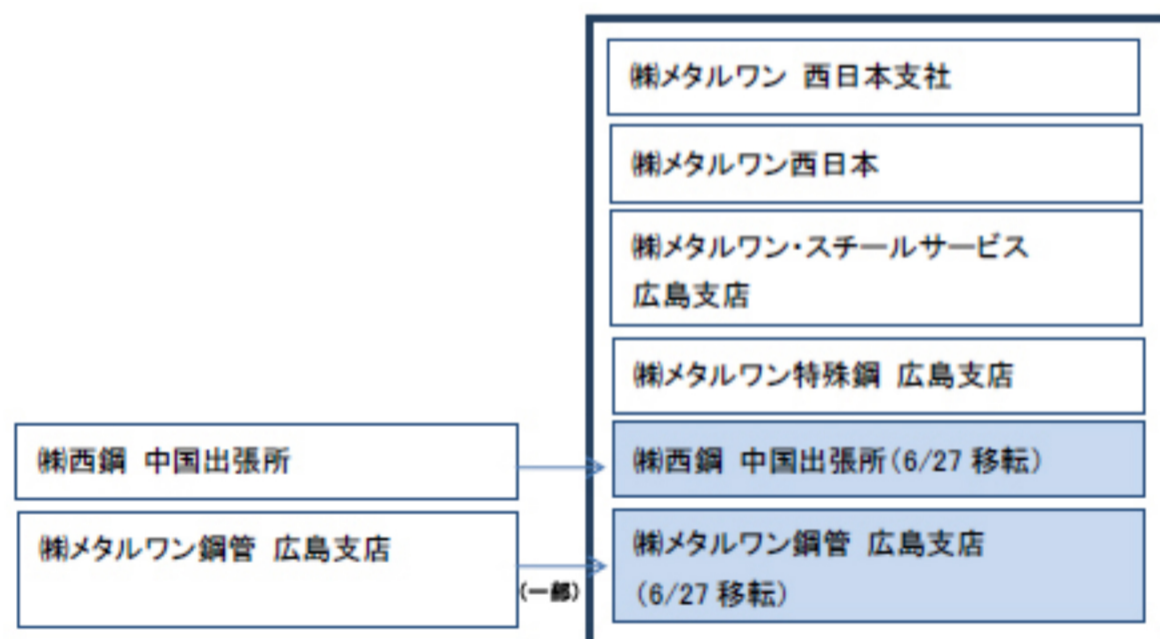 ㈱メタルワン 西日本支社
㈱メタルワン西日本
㈱メタルワン・スチールサービス
広島支店
㈱メタルワン特殊鋼 広島支店
㈱西鋼 中国出張所
㈱西鋼 中国出張所(6/27 移転)
㈱メタルワン鋼管 広島支店
(一部)
㈱メタルワン鋼管 広島支店
(6/27 移転)